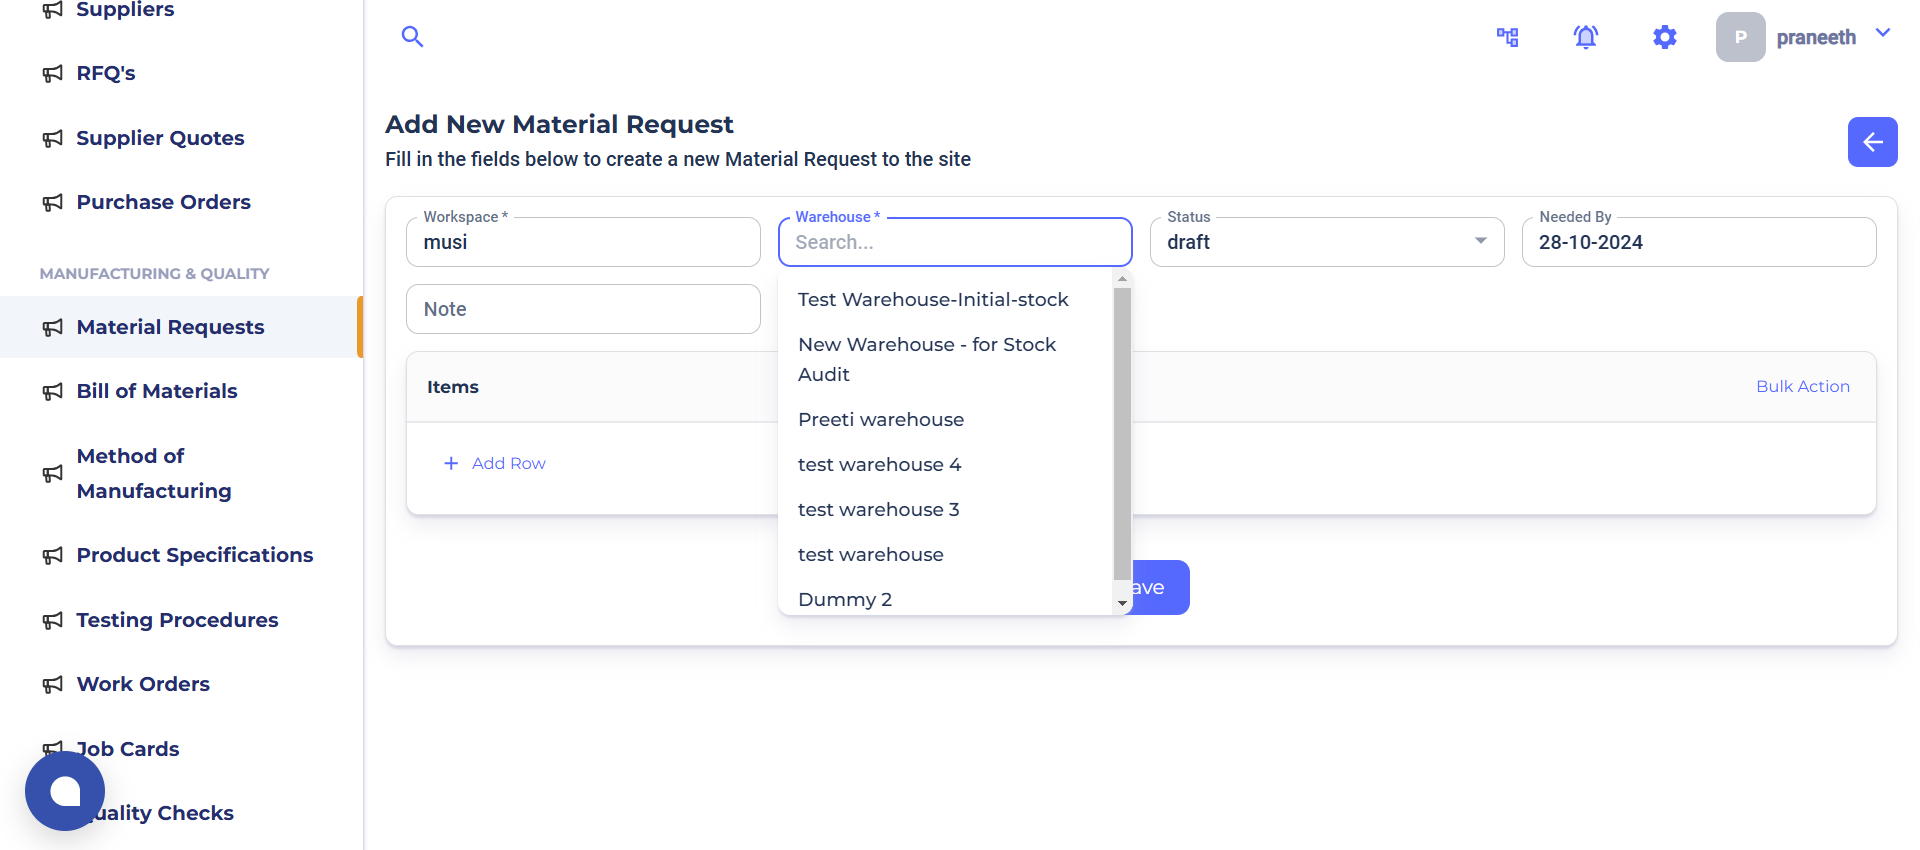 Suppliers
RFQ's
Supplier Quotes
Purchase Orders
MANUFACTURING & QUALITY
Material Requests
Bill of Materials
Method of
Manufacturing
Product Specifications
Testing Procedures
Work Orders
Job Cards
uality Checks
P
praneeth
Add New Material Request
Fill in the fields below to create a new Material Request to the site
Workspace *
musi
Warehouse *
Search...
Status
draft
Needed By
28-10-2024
Note
Test Warehouse-Initial-stock
New Warehouse - for Stock
Audit
Preeti warehouse
test warehouse 4
test warehouse 3
test warehouse
Dummy 2
Items
Bulk Action
+ Add Row
ave